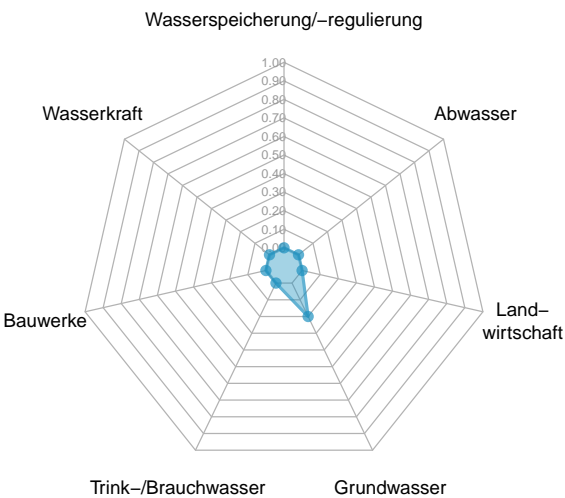 Wasserspeicherung/−regulierung
1.00
0.90
Wasserkraft
Abwasser
0.80
0.70
0.60
0.50
0.40
0.30
0.20
0.10
Bauwerke
Land−
wirtschaft
Trink−/Brauchwasser
Grundwasser